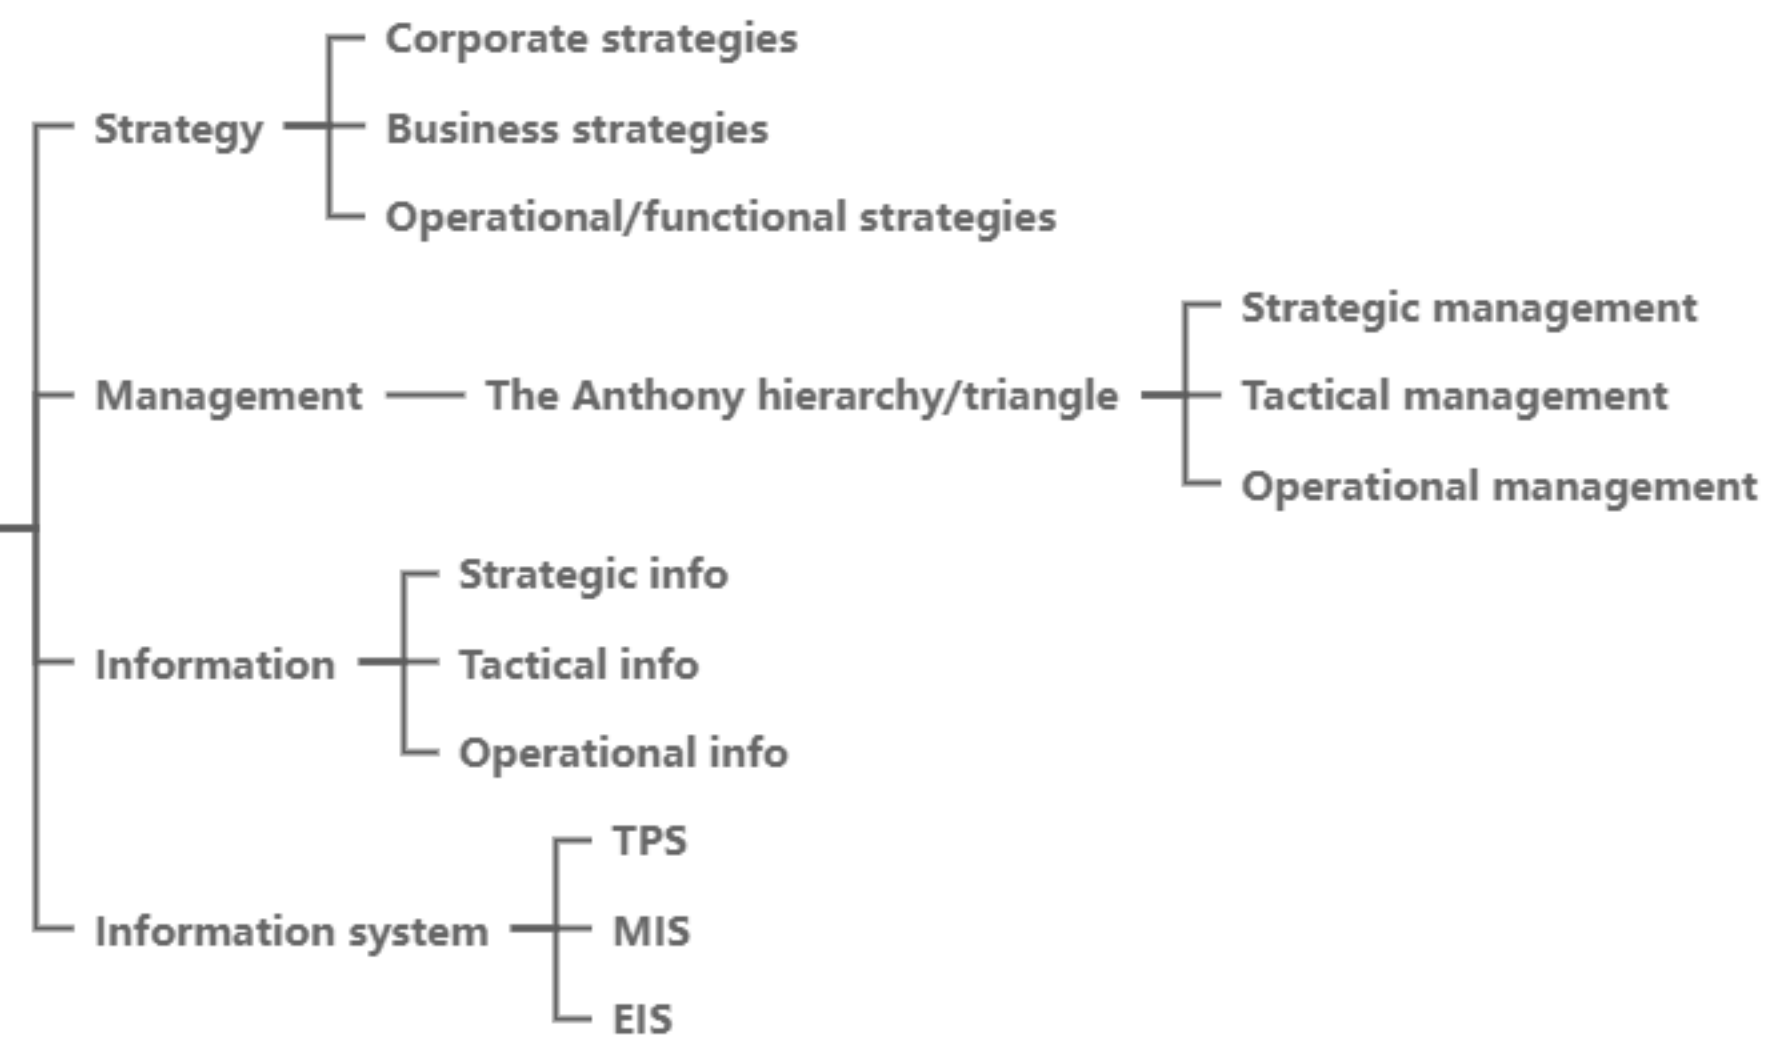 Corporate strategies
Strategy
Business strategies
Operational/functional strategies
Strategic management
Management
The Anthony hierarchy/triangle
Tactical management
Operational management
Strategic info
Information
Tactical info
Operational info
TPS
Information system
MIS
EIS